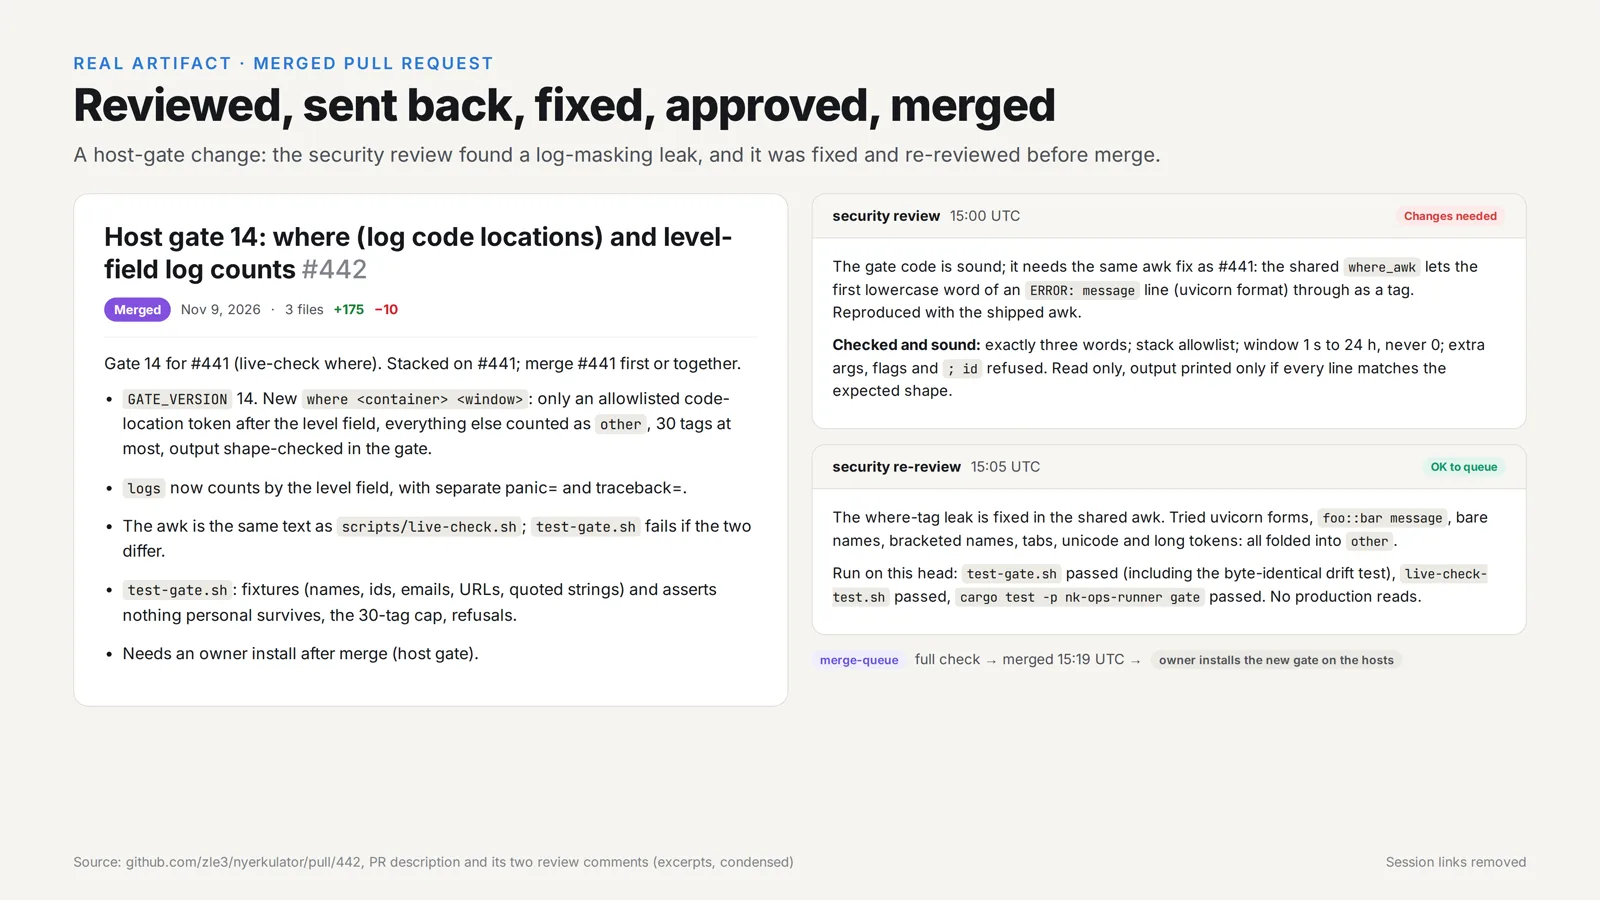 REAL ARTIFACT · MERGED PULL REQUEST
Reviewed, sent back, fixed, approved, merged
A host-gate change: the security review found a log-masking leak, and it was fixed and re-reviewed before merge.
Host gate 14: where (log code locations) and level-
field log counts #442
Merged Nov 9, 2026 · 3 files +175 −10
Gate 14 for #441 (live-check where). Stacked on #441; merge #441 first or together.
• GATE_VERSION 14. New where <container> <window>: only an allowlisted code-
location token after the level field, everything else counted as other, 30 tags at
most, output shape-checked in the gate.
• logs now counts by the level field, with separate panic= and traceback=.
• The awk is the same text as scripts/live-check.sh; test-gate.sh fails if the two
differ.
• test-gate.sh: fixtures (names, ids, emails, URLs, quoted strings) and asserts
nothing personal survives, the 30-tag cap, refusals.
• Needs an owner install after merge (host gate).
security review 15:00 UTC Changes needed
The gate code is sound; it needs the same awk fix as #441: the shared where_awk lets the
first lowercase word of an ERROR: message line (uvicorn format) through as a tag.
Reproduced with the shipped awk.
Checked and sound: exactly three words; stack allowlist; window 1 s to 24 h, never 0; extra
args, flags and ; id refused. Read only, output printed only if every line matches the
expected shape.
security re-review 15:05 UTC OK to queue
The where-tag leak is fixed in the shared awk. Tried uvicorn forms, foo::bar message, bare
names, bracketed names, tabs, unicode and long tokens: all folded into other.
Run on this head: test-gate.sh passed (including the byte-identical drift test), live-check-
test.sh passed, cargo test -p nk-ops-runner gate passed. No production reads.
merge-queue full check → merged 15:19 UTC → owner installs the new gate on the hosts
Source: github.com/zle3/nyerkulator/pull/442, PR description and its two review comments (excerpts, condensed)
Session links removed